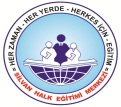 HER ZAMAN - HER YERDE - HERKES İÇİN - EĞİTİM
SİLVAN HALK EĞİTİMİ MERKEZİ